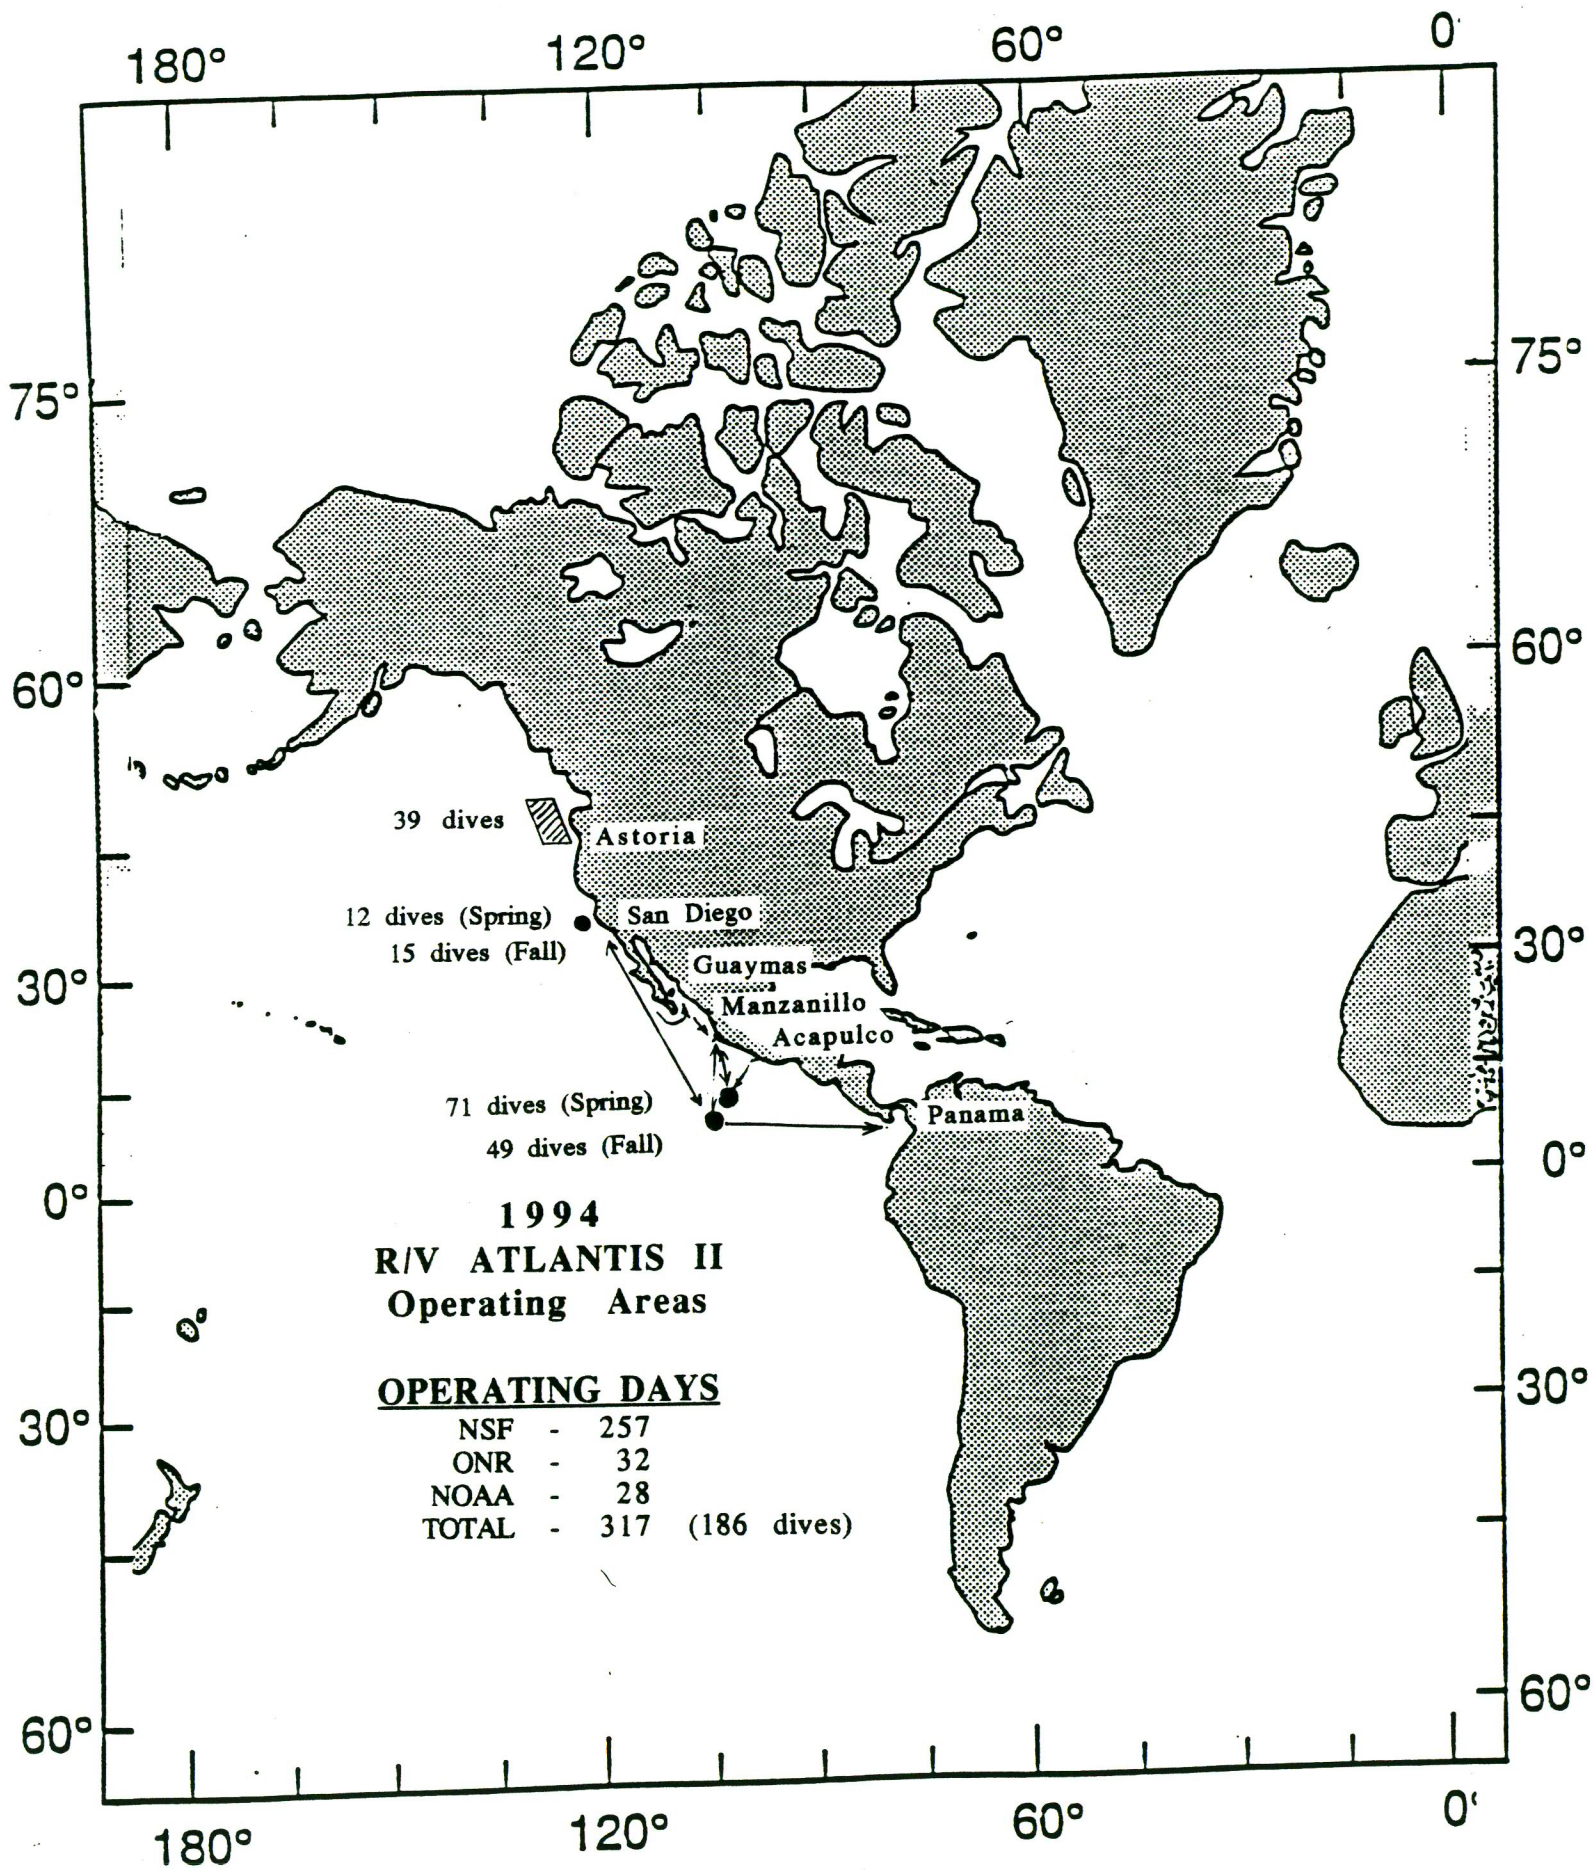 180° 120° 60° 0°
75° 75°
60° 60°
39 dives
Astoria
12 dives (Spring)
San Diego
15 dives (Fall)
30°
Guaymas
30°
Manzanillo
Acapulco
71 dives (Spring)
Panama
49 dives (Fall)
0°
0°
1994
R/V ATLANTIS II
Operating Areas
OPERATING DAYS
30°
NSF - 257
30°
ONR - 32
NOAA - 28
TOTAL - 317 (186 dives)
60°
60°
180° 120° 60° 0°